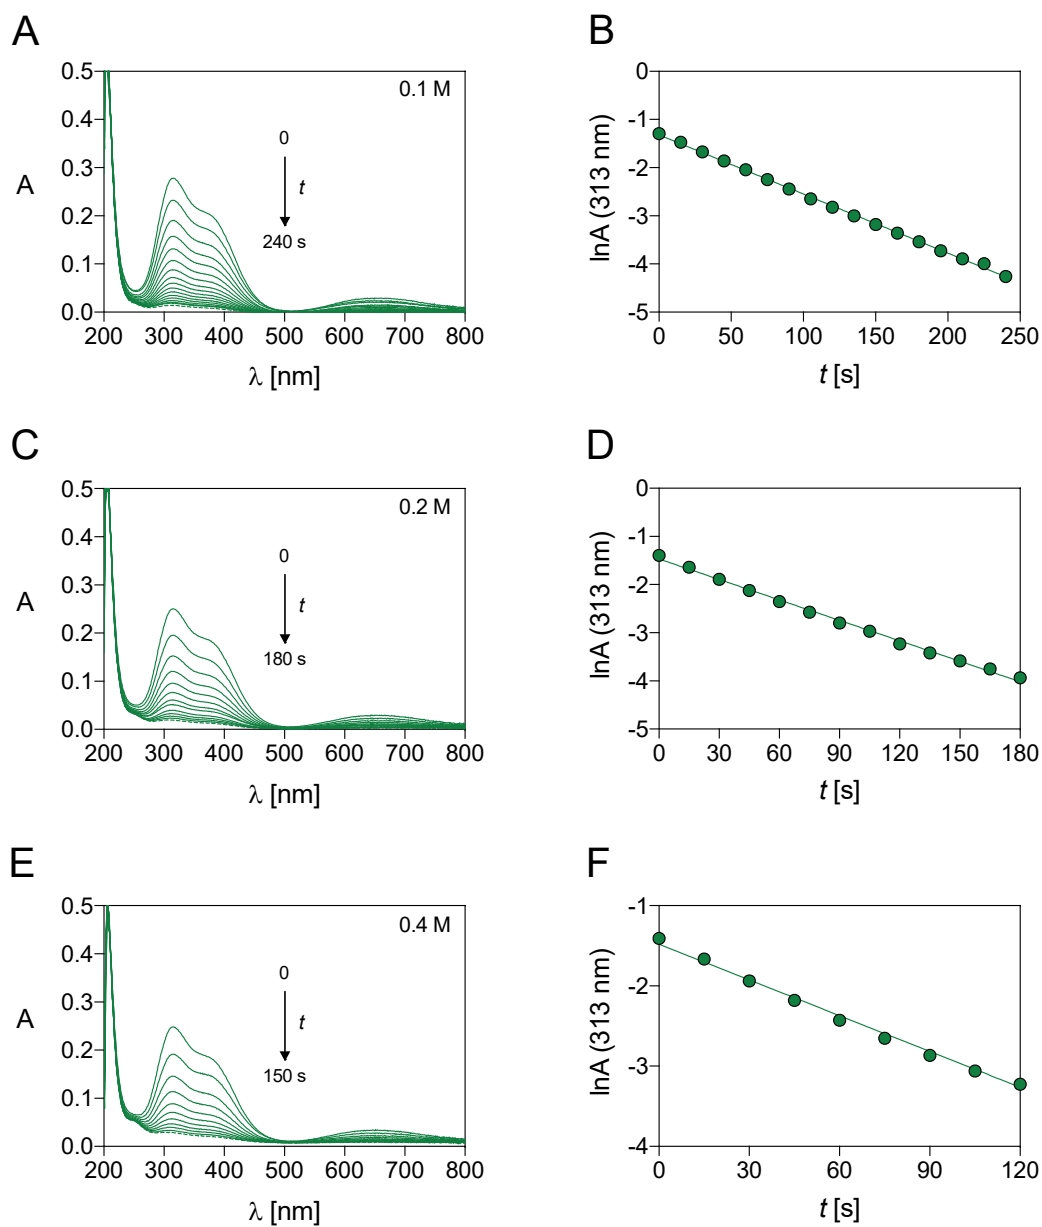 A
0.5
0.4
0.3
0.2
0.1
0.0
A
200 300 400 500 600 700 800
λ [nm]
0.1 M
0
t
240 s
B
0
-1
-2
-3
-4
-5
lnA (313 nm)
0 50 100 150 200 250
t [s]
C
0.5
0.4
0.3
0.2
0.1
0.0
A
200 300 400 500 600 700 800
λ [nm]
0.2 M
0
t
180 s
D
0
-1
-2
-3
-4
-5
lnA (313 nm)
0 30 60 90 120 150 180
t [s]
E
0.5
0.4
0.3
0.2
0.1
0.0
A
200 300 400 500 600 700 800
λ [nm]
0.4 M
0
t
150 s
F
-1
-2
-3
-4
lnA (313 nm)
0 30 60 90 120
t [s]